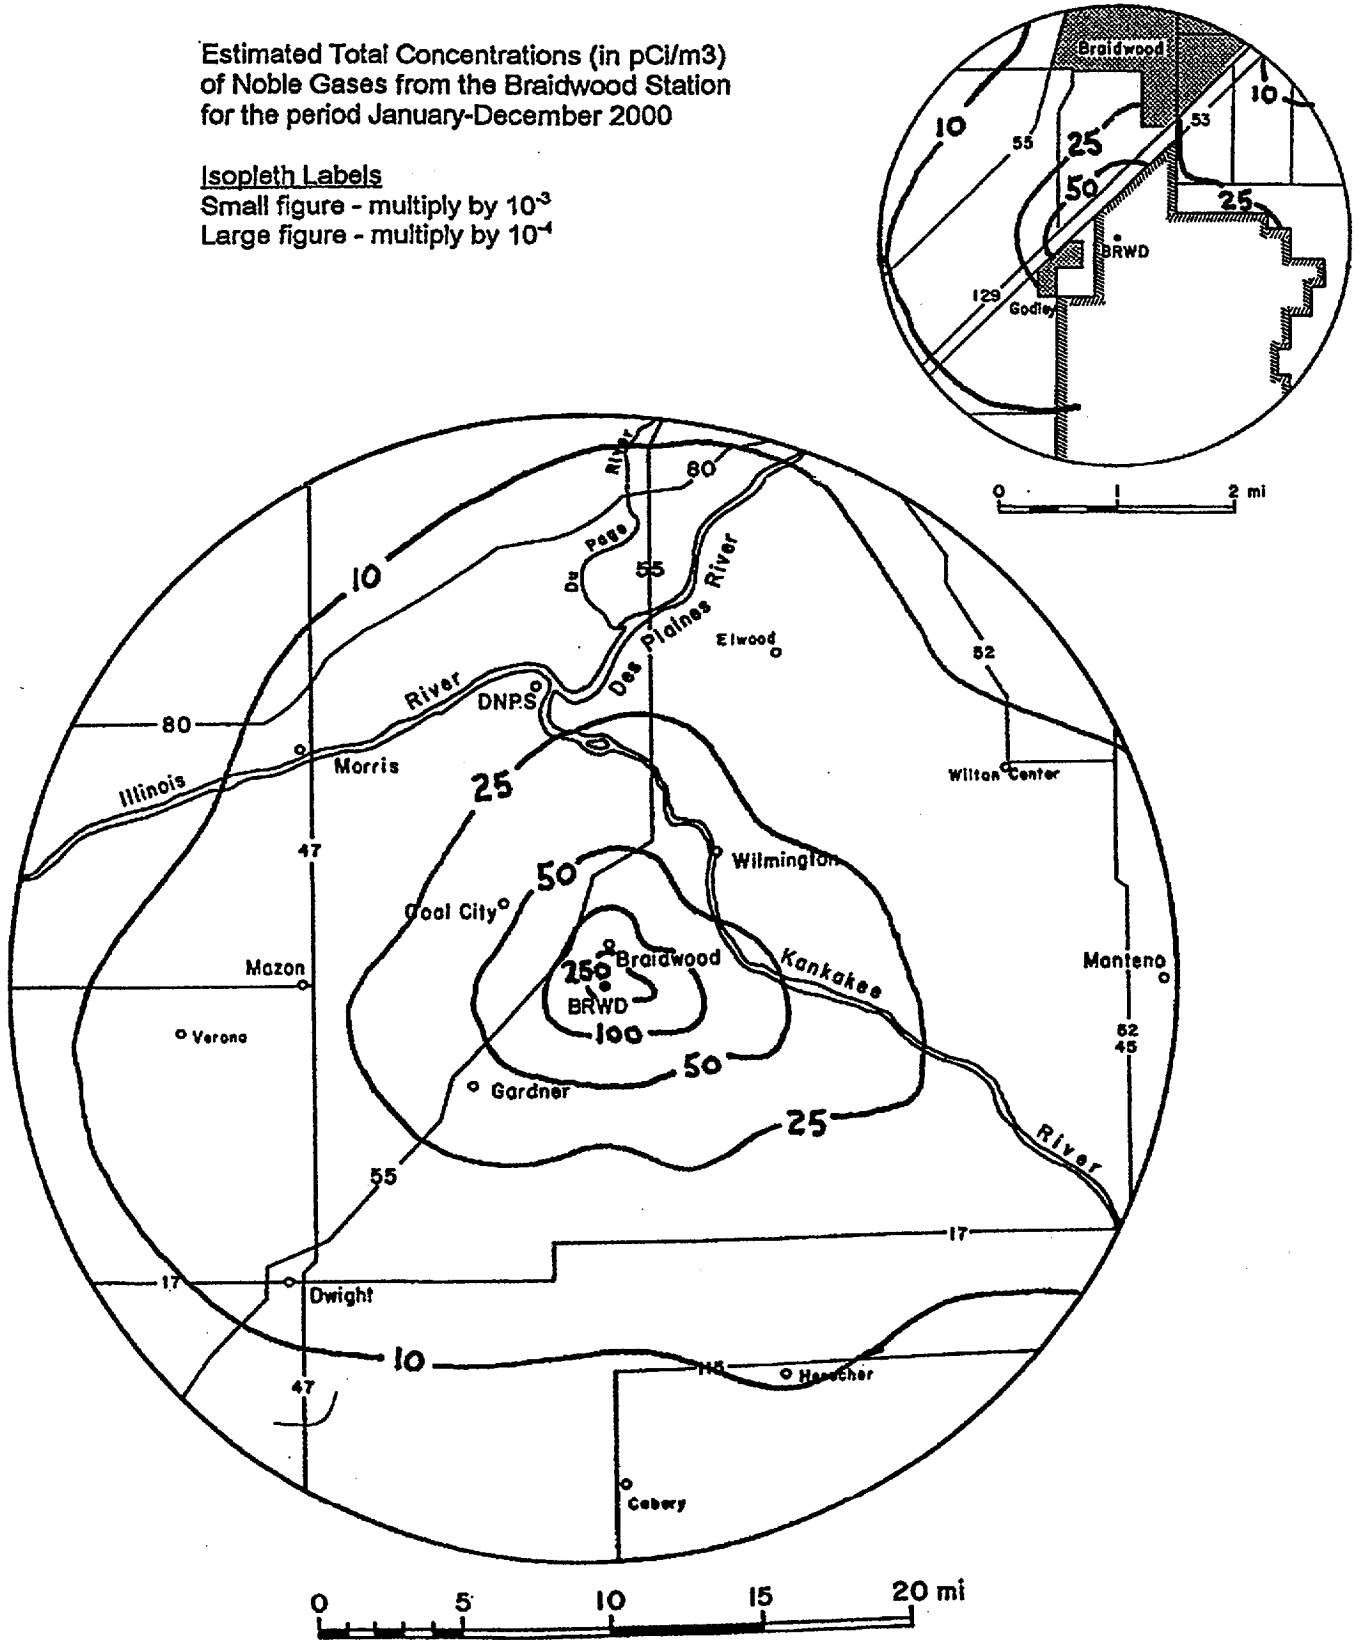 Estimated Total Concentrations (in pCi/m3)
of Noble Gases from the Braidwood Station
for the period January-December 2000
Isopleth Labels
Small figure - multiply by 10-3
Large figure - multiply by 10-4
Braidwood
10
10
55
53
25
50
25
BRWD
129
Godley
0 1 2 mi
River
80
Page
Du
55
10
Des Plaines River
Elwood
52
River
DNPS
80
Morris
Illinois
25
Wilton Center
47
Wilmington
50
Coal City
Braidwood
250
Mazon
Kankakee
Manteno
BRWD
Verona
100
52
45
50
Gardner
25
River
55
17
17
Dwight
10
115
Herscher
47
Cabery
0 5 10 15 20 mi